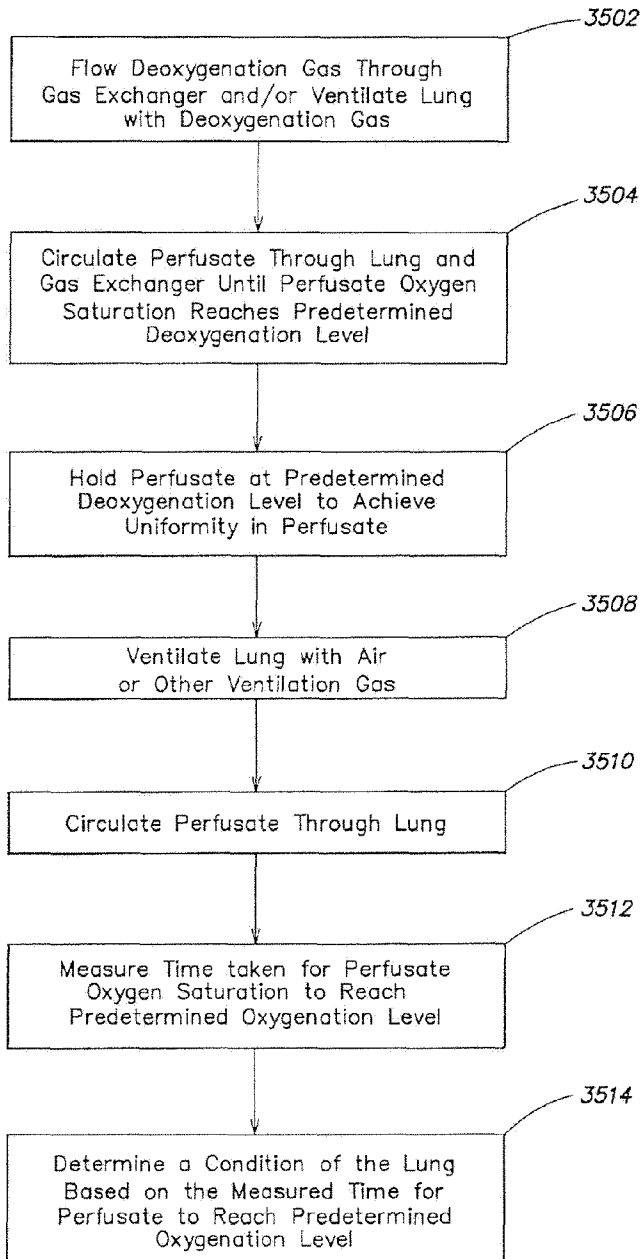 3502
Flow Deoxygenation Gas Through
Gas Exchanger and/or Ventilate Lung
with Deoxygenation Gas
3504
Circulate Perfusate Through Lung and
Gas Exchanger Until Perfusate Oxygen
Saturation Reaches Predetermined
Deoxygenation Level
3506
Hold Perfusate at Predetermined
Deoxygenation Level to Achieve
Uniformity in Perfusate
3508
Ventilate Lung with Air
or Other Ventilation Gas
3510
Circulate Perfusate Through Lung
3512
Measure Time taken for Perfusate
Oxygen Saturation to Reach
Predetermined Oxygenation Level
3514
Determine a Condition of the Lung
Based on the Measured Time for
Perfusate to Reach Predetermined
Oxygenation Level